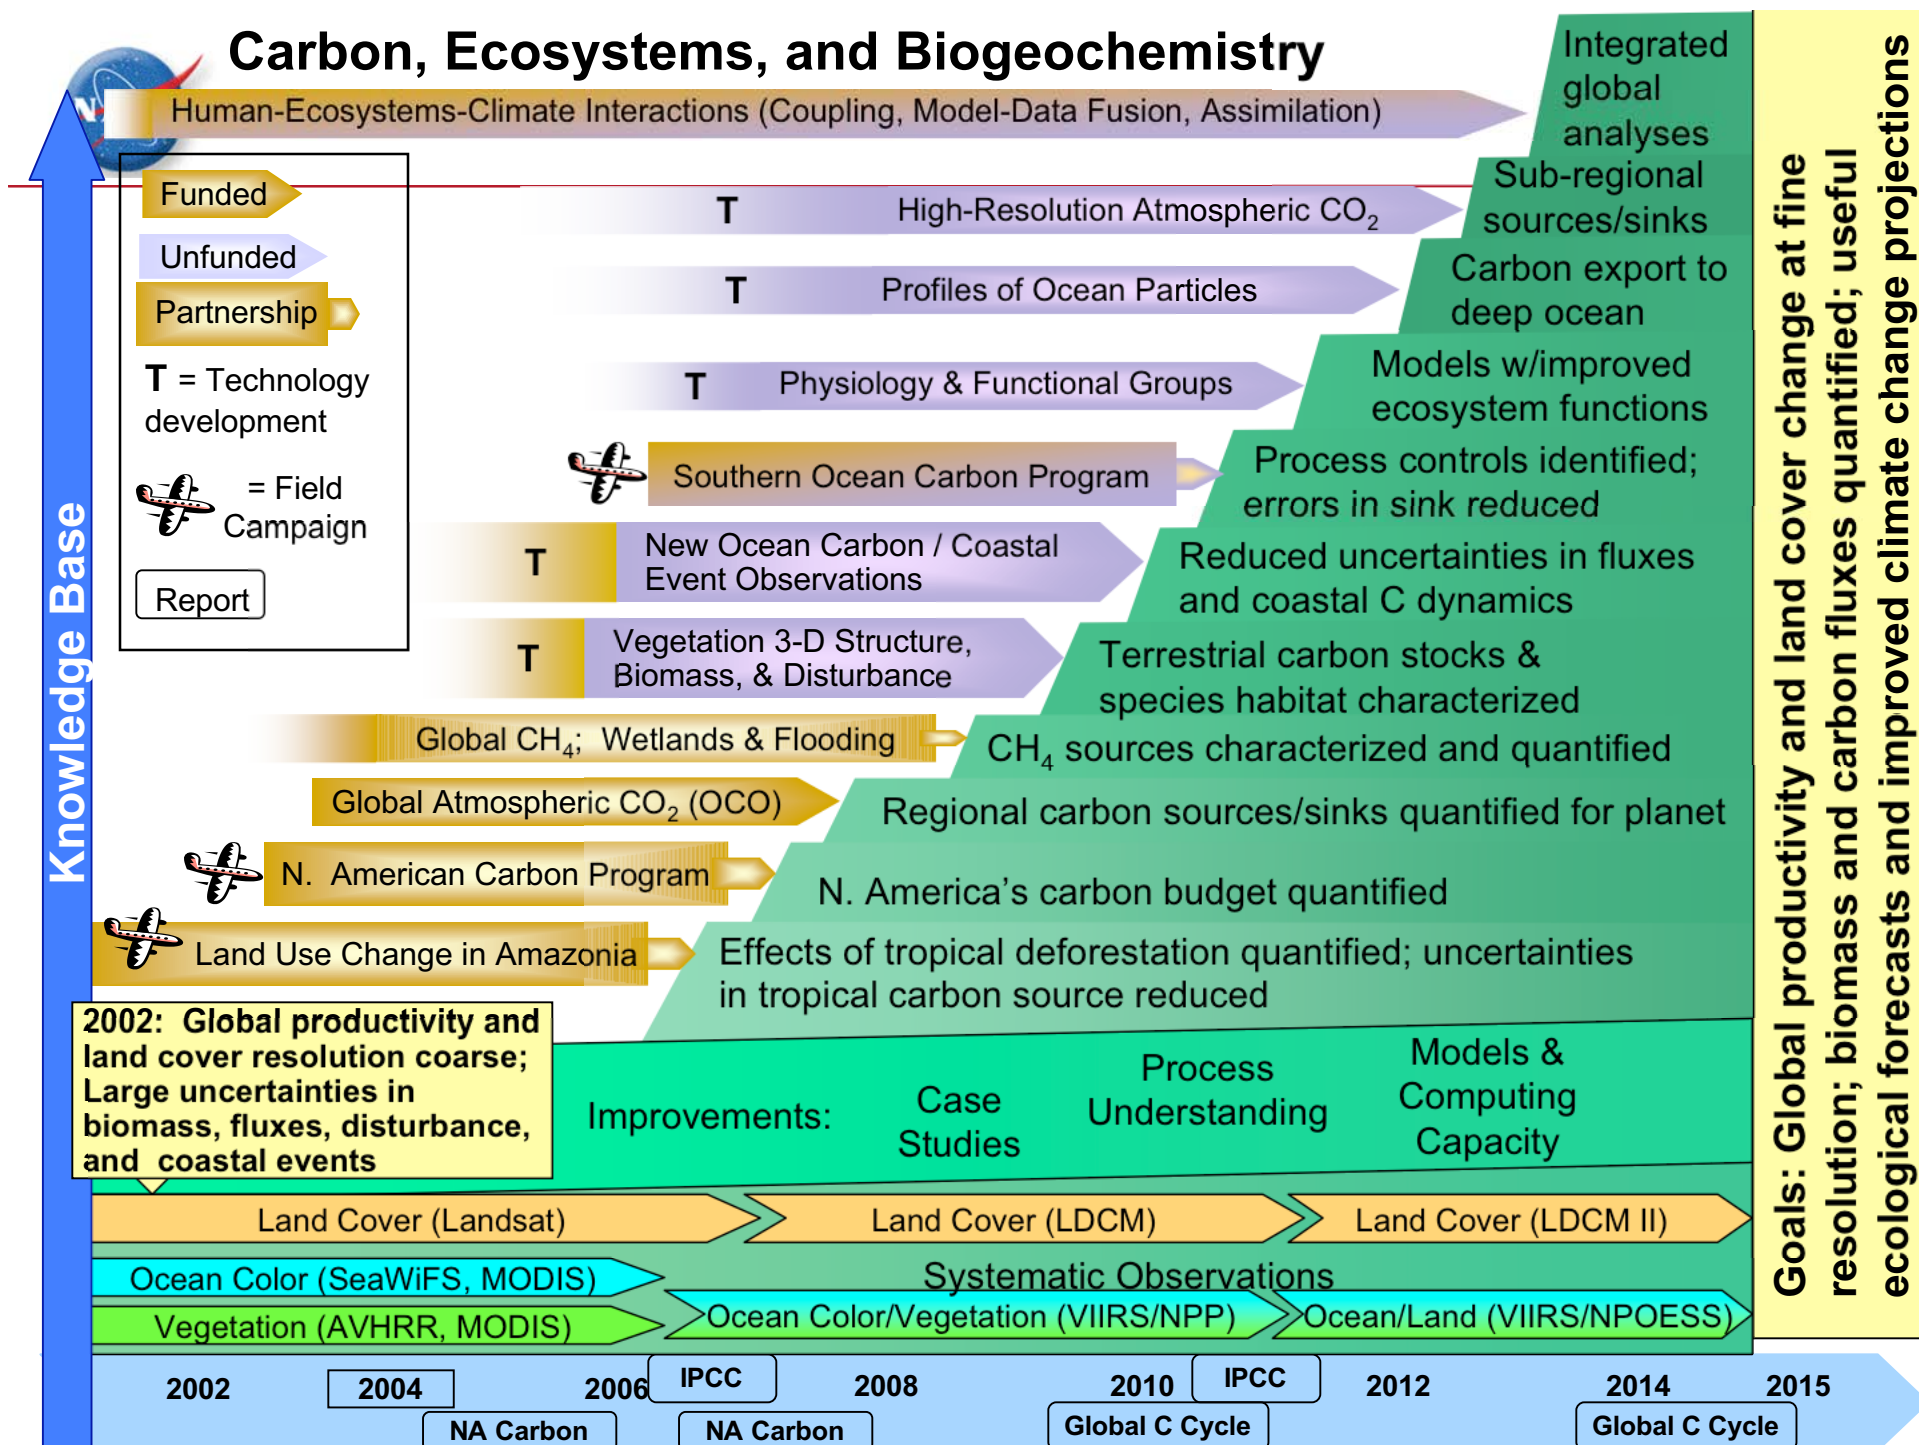 Carbon, Ecosystems, and Biogeochemistry
Human-Ecosystems-Climate Interactions (Coupling, Model-Data Fusion, Assimilation)
Integrated
global
analyses
Funded
Unfunded
Partnership
T = Technology
development
= Field
Campaign
Report
Knowledge Base
T
High-Resolution Atmospheric CO₂
Sub-regional
sources/sinks
T
Profiles of Ocean Particles
Carbon export to
deep ocean
T
Physiology & Functional Groups
Models w/improved
ecosystem functions
Southern Ocean Carbon Program
Process controls identified;
errors in sink reduced
T
New Ocean Carbon / Coastal
Event Observations
Reduced uncertainties in fluxes
and coastal C dynamics
T
Vegetation 3-D Structure,
Biomass, & Disturbance
Terrestrial carbon stocks &
species habitat characterized
Global CH₄; Wetlands & Flooding
CH₄ sources characterized and quantified
Global Atmospheric CO₂ (OCO)
Regional carbon sources/sinks quantified for planet
N. American Carbon Program
N. America's carbon budget quantified
Land Use Change in Amazonia
Effects of tropical deforestation quantified; uncertainties
in tropical carbon source reduced
2002: Global productivity and
land cover resolution coarse;
Large uncertainties in
biomass, fluxes, disturbance,
and coastal events
Improvements:
Case
Studies
Process
Understanding
Models &
Computing
Capacity
Land Cover (Landsat)
Land Cover (LDCM)
Land Cover (LDCM II)
Ocean Color (SeaWiFS, MODIS)
Systematic Observations
Vegetation (AVHRR, MODIS)
Ocean Color/Vegetation (VIIRS/NPP)
Ocean/Land (VIIRS/NPOESS)
Goals: Global productivity and land cover change at fine
resolution; biomass and carbon fluxes quantified; useful
ecological forecasts and improved climate change projections
2002
2004
2006
IPCC
2008
2010
IPCC
2012
2014
2015
NA Carbon
NA Carbon
Global C Cycle
Global C Cycle